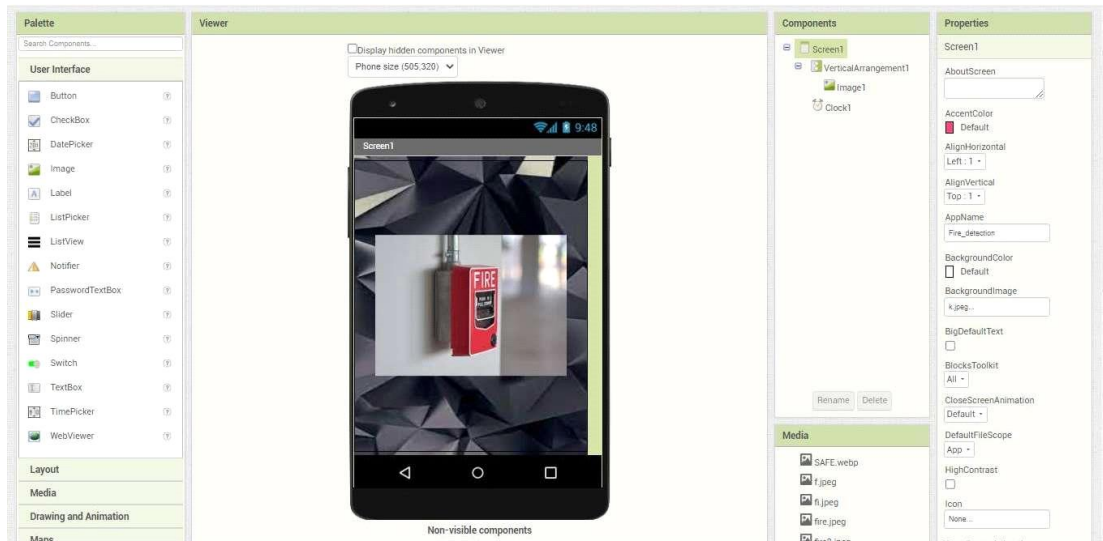 Palette
Search Components...
User Interface
Button
CheckBox
DatePicker
Image
Label
ListPicker
ListView
Notifier
PasswordTextBox
Slider
Spinner
Switch
TextBox
TimePicker
WebViewer
Layout
Media
Drawing and Animation
Maps
Viewer
Display hidden components in Viewer
Phone size (505,320)
9:48
Screen1
FIRE
Non-visible components
Components
Screen1
VerticalArrangement1
Image1
Clock1
Rename Delete
Media
SAFE.webp
f.jpeg
fi.jpeg
fire.jpeg
Properties
Screen1
AboutScreen
AccentColor
Default
AlignHorizontal
Left : 1
AlignVertical
Top : 1
AppName
Fire_detection
BackgroundColor
Default
BackgroundImage
k.jpeg...
BigDefaultText
BlocksToolkit
All
CloseScreenAnimation
Default
DefaultFileScope
App
HighContrast
Icon
None...